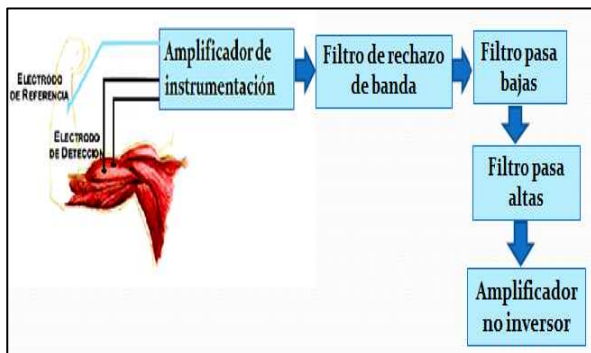 ELECTRODO
DE REFERENCIA
ELECTRODO
DE DETECCION
Amplificador de
instrumentación
Filtro de rechazo
de banda
Filtro pasa
bajas
Filtro pasa
altas
Amplificador
no inversor